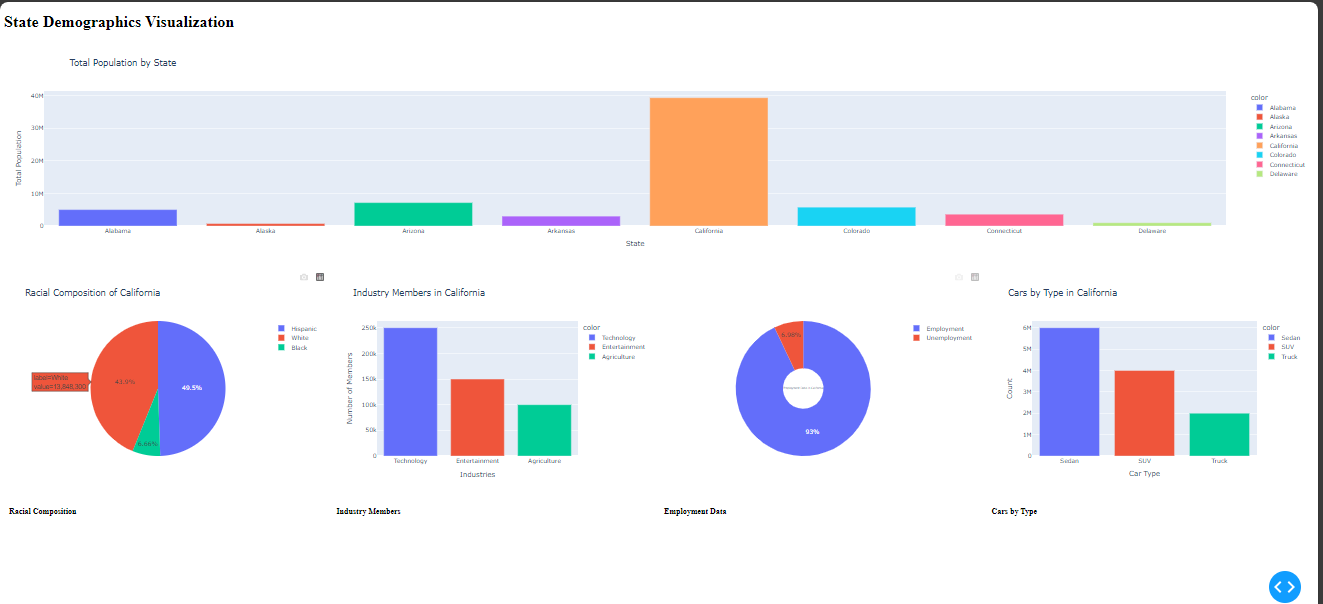 State Demographics Visualization
Total Population by State
Total Population
40M
30M
20M
10M
0
Alabama
Alaska
Arizona
Arkansas
California
Colorado
Connecticut
Delaware
State
color
Alabama
Alaska
Arizona
Arkansas
California
Colorado
Connecticut
Delaware
Racial Composition of California
label=White
value=13,848,300
43.9%
49.5%
6.66%
Hispanic
White
Black
Industry Members in California
Number of Members
250k
200k
150k
100k
50k
0
Technology
Entertainment
Agriculture
Industries
color
Technology
Entertainment
Agriculture
6.98%
93%
Employment
Unemployment
Cars by Type in California
Count
6M
5M
4M
3M
2M
1M
0
Sedan
SUV
Truck
Car Type
color
Sedan
SUV
Truck
Racial Composition
Industry Members
Employment Data
Cars by Type